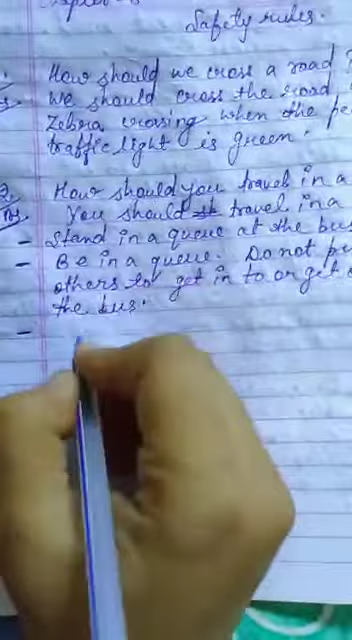 Safety rules.
How should we cross a road ?
We should cross the road
Zebra crossing when the
traffic light is green.
How should you travel in a
You should travel in a
- Stand in a queue at the bus
- Be in a queue. Do not
others to get in to or get
the bus.
-